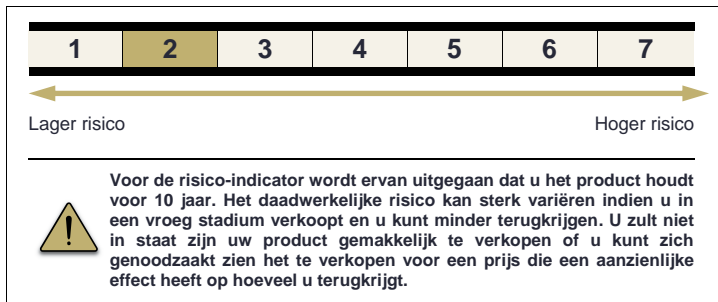 1 2 3 4 5 6 7
Lager risico Hoger risico
Voor de risico-indicator wordt ervan uitgegaan dat u het product houdt
voor 10 jaar. Het daadwerkelijke risico kan sterk variëren indien u in
een vroeg stadium verkoopt en u kunt minder terugkrijgen. U zult niet
in staat zijn uw product gemakkelijk te verkopen of u kunt zich
genoodzaakt zien het te verkopen voor een prijs die een aanzienlijke
effect heeft op hoeveel u terugkrijgt.